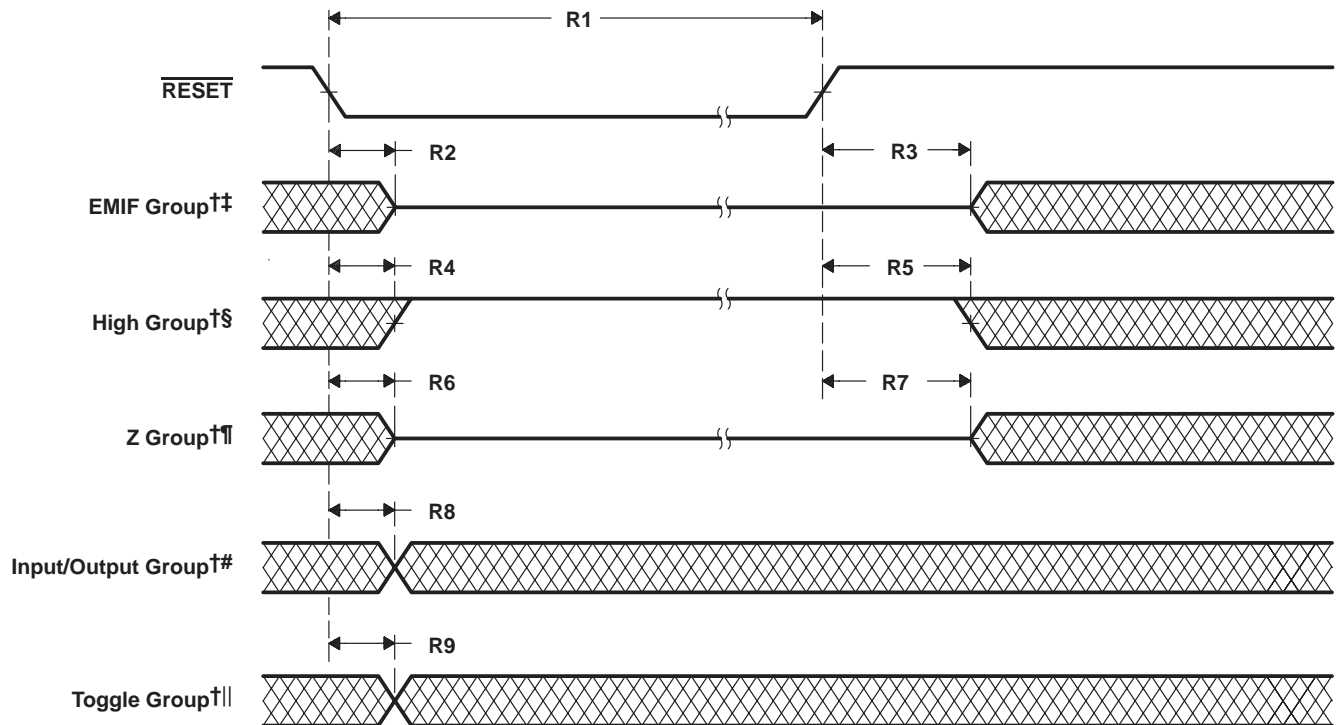 R1
RESET
R2
R3
EMIF Group†‡
R4
R5
High Group†§
R6
R7
Z Group†¶
R8
Input/Output Group†#
R9
Toggle Group†||